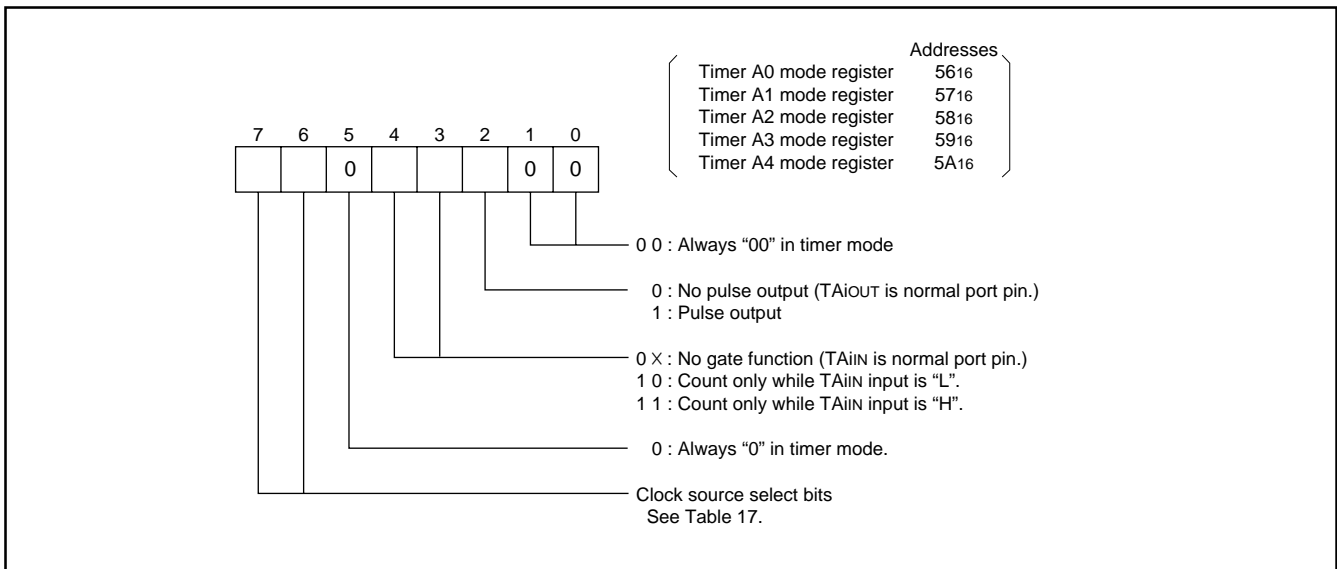 Addresses
Timer A0 mode register 5616
Timer A1 mode register 5716
Timer A2 mode register 5816
Timer A3 mode register 5916
Timer A4 mode register 5A16
7 6 5 4 3 2 1 0
0 0 0
0 0 : Always “00” in timer mode
0 : No pulse output (TAiOUT is normal port pin.)
1 : Pulse output
0 × : No gate function (TAiIN is normal port pin.)
1 0 : Count only while TAiIN input is “L”.
1 1 : Count only while TAiIN input is “H”.
0 : Always “0” in timer mode.
Clock source select bits
See Table 17.